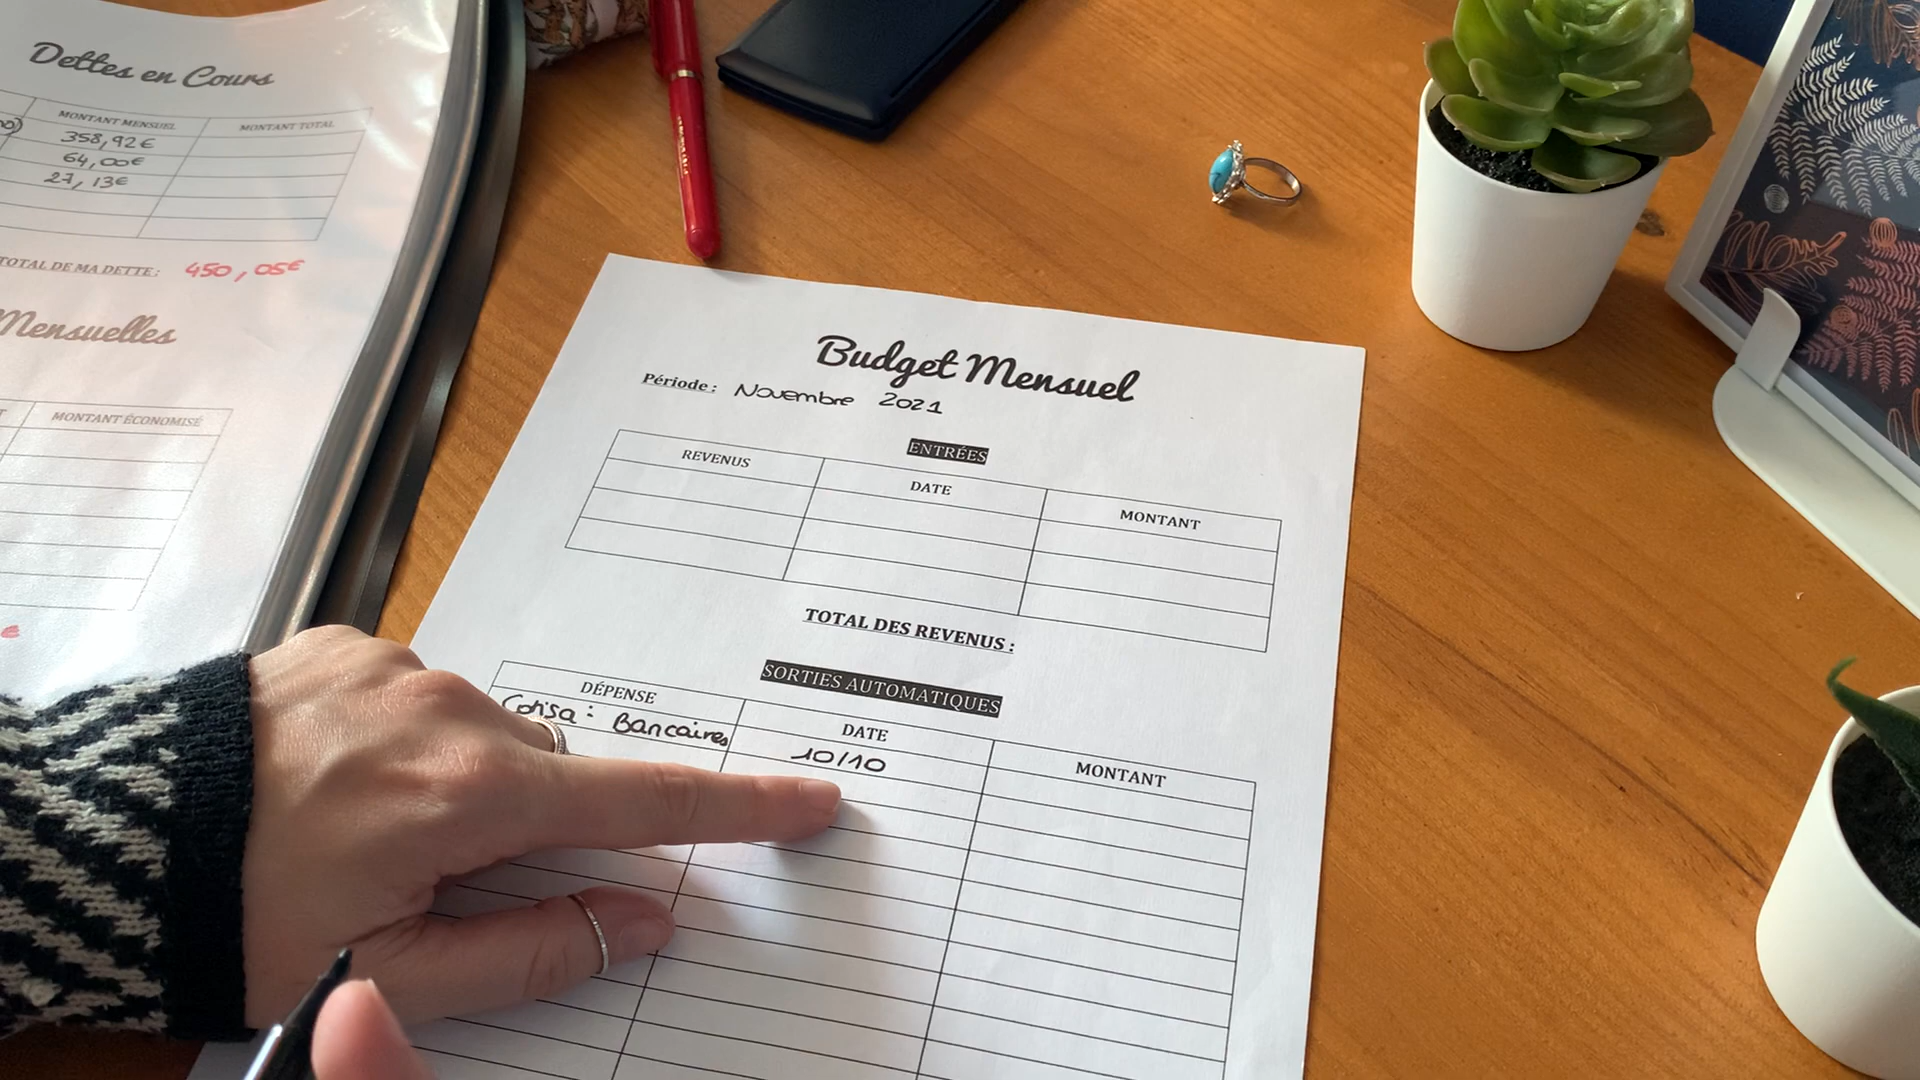 Dettes en Cours
MONTANT MENSUEL MONTANT TOTAL
358,92€
64,00€
27,13€
TOTAL DE MA DETTE : 450,05€
Mensuelles
MONTANT ÉCONOMISÉ
€
Budget Mensuel
Période : Novembre 2021
ENTRÉES
REVENUS DATE MONTANT
TOTAL DES REVENUS :
SORTIES AUTOMATIQUES
DÉPENSE DATE MONTANT
Cotisa : Bancaires 10/10